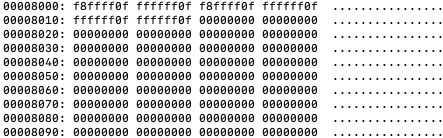 00008000: f8ffff0f ffffff0f f8ffff0f ffffff0f ................
00008010: ffffff0f ffffff0f 00000000 00000000 ................
00008020: 00000000 00000000 00000000 00000000 ................
00008030: 00000000 00000000 00000000 00000000 ................
00008040: 00000000 00000000 00000000 00000000 ................
00008050: 00000000 00000000 00000000 00000000 ................
00008060: 00000000 00000000 00000000 00000000 ................
00008070: 00000000 00000000 00000000 00000000 ................
00008080: 00000000 00000000 00000000 00000000 ................
00008090: 00000000 00000000 00000000 00000000 ................